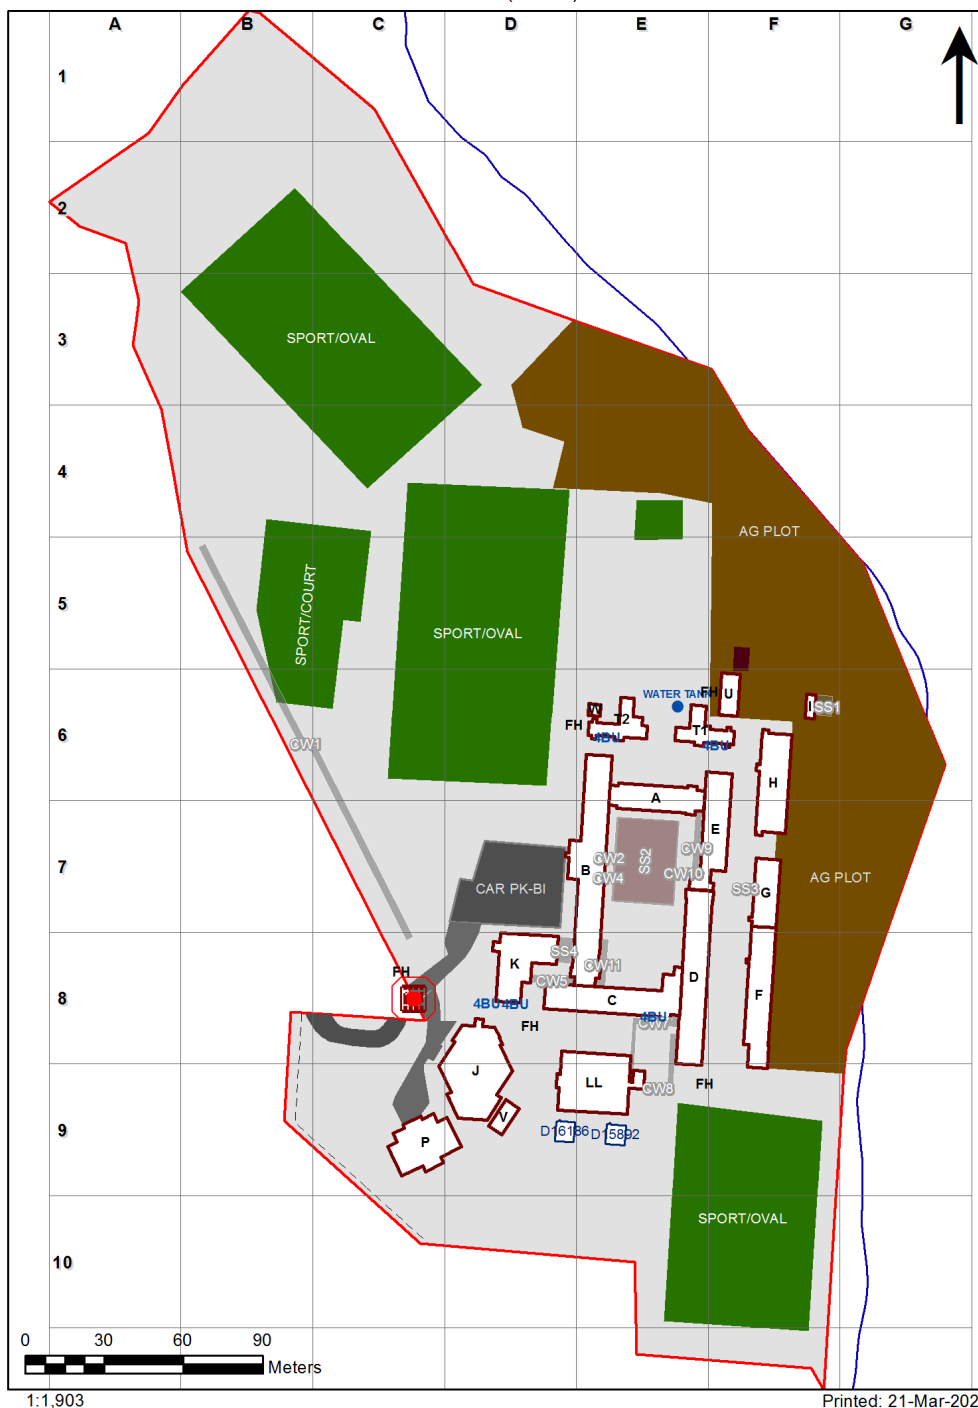 A B C D E F G
1
2
3
SPORT/OVAL
4
AG PLOT
5
SPORT/COURT
SPORT/OVAL
WATER TANK
FH
U
W
T2
I
SS1
FH
T1
6
4BU
4BU
CW1
H
A
E
CW9
7
CW2
SS2
B
CW10
CW4
AG PLOT
CAR PK-BI
SS3
G
SS4
K
CW11
FH
CW5
D
8
C
F
4BU
4BU
4BU
CW7
FH
J
LL
CW8
FH
V
9
P
D16186
D15892
SPORT/OVAL
10
0 30 60 90
Meters
1:1,903
Printed: 21-Mar-202